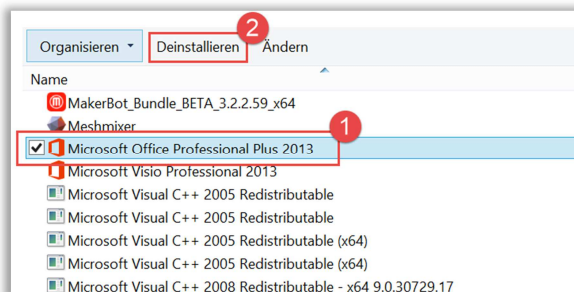 2
Organisieren Deinstallieren Ändern
Name
MakerBot_Bundle_BETA_3.2.2.59_x64
Meshmixer
1
Microsoft Office Professional Plus 2013
Microsoft Visio Professional 2013
Microsoft Visual C++ 2005 Redistributable
Microsoft Visual C++ 2005 Redistributable
Microsoft Visual C++ 2005 Redistributable (x64)
Microsoft Visual C++ 2005 Redistributable (x64)
Microsoft Visual C++ 2008 Redistributable - x64 9.0.30729.17